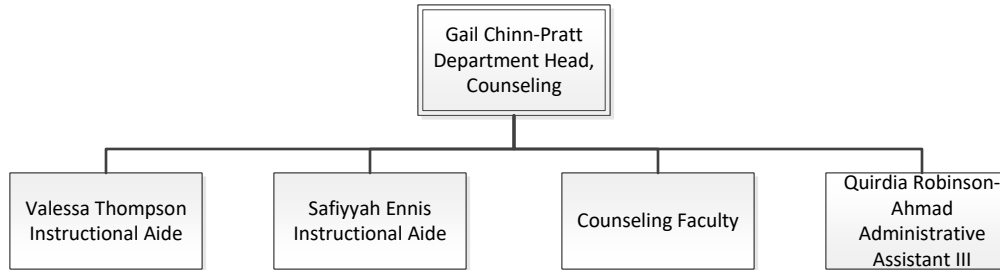 Gail Chinn-Pratt
Department Head,
Counseling
Valessa Thompson
Instructional Aide
Safiyyah Ennis
Instructional Aide
Counseling Faculty
Quirdia Robinson-
Ahmad
Administrative
Assistant III